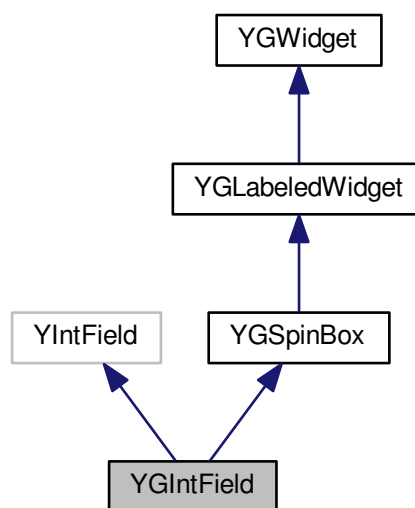 YGWidget
YGLabeledWidget
YIntField
YGSpinBox
YGIntField